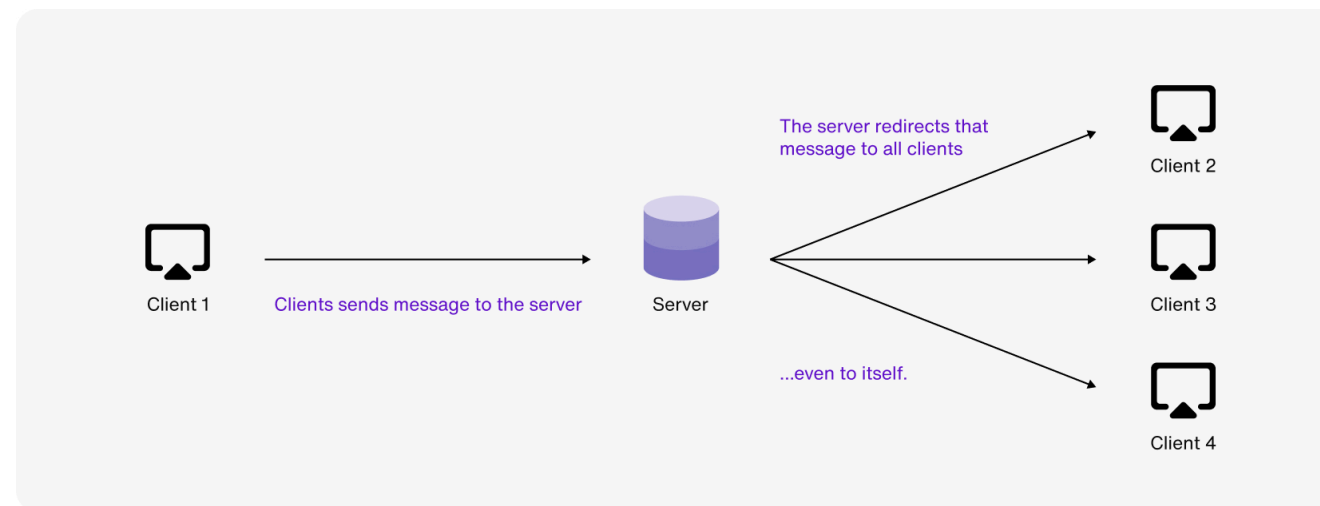 The server redirects that
message to all clients
Client 2
Client 1
Clients sends message to the server
Server
Client 3
...even to itself.
Client 4